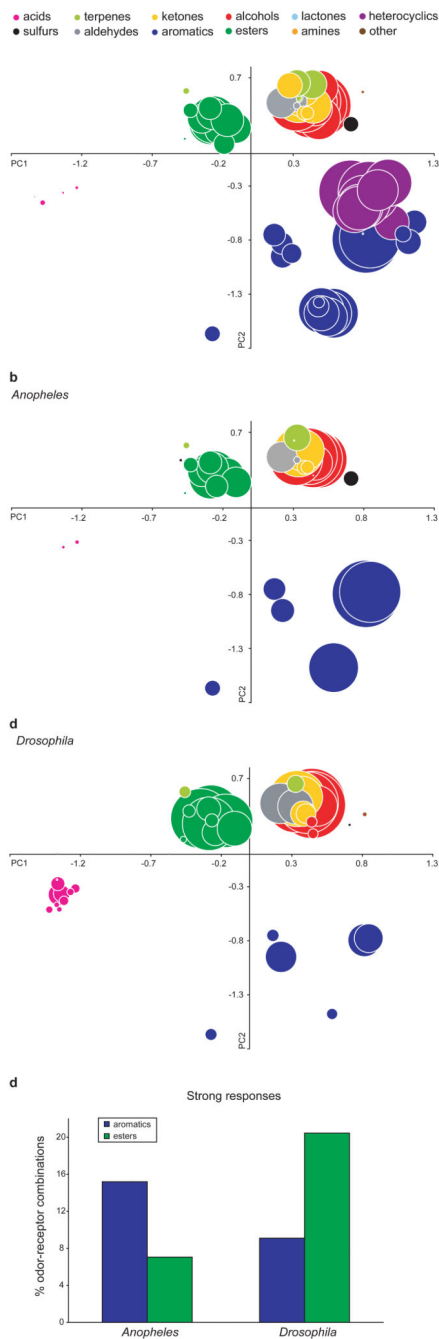 acids terpenes ketones alcohols lactones heterocyclics
sulfurs aldehydes aromatics esters amines other
0.7
PC1 -1.2 -0.7 -0.2 0.3 0.8 1.3
-0.3
-0.8
-1.3
PC2
b
Anopheles
0.7
PC1 -1.2 -0.7 -0.2 0.3 0.8 1.3
-0.3
-0.8
-1.3
PC2
d
Drosophila
0.7
PC1 -1.2 -0.7 -0.2 0.3 0.8 1.3
-0.3
-0.8
-1.3
PC2
d
Strong responses
aromatics
esters
% odor-receptor combinations
20
16
12
8
4
0
Anopheles Drosophila